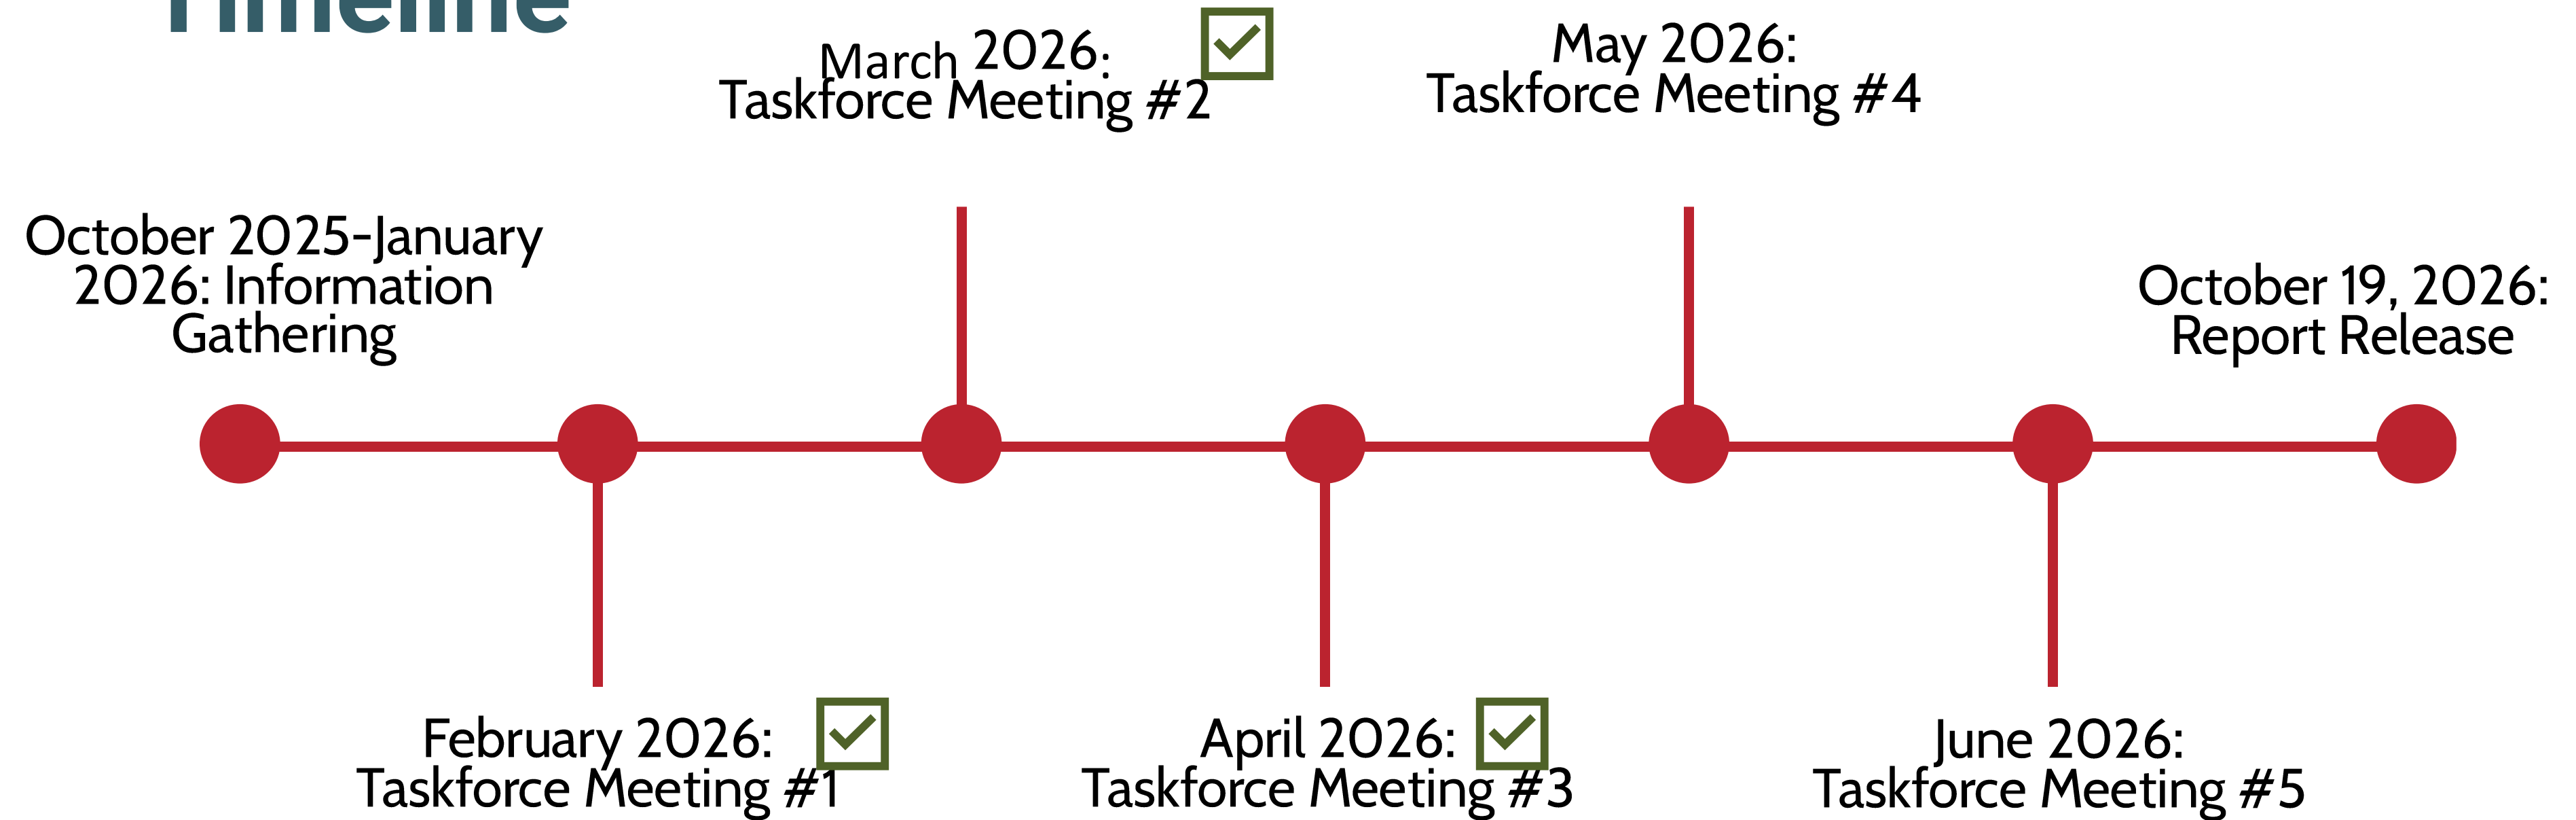 Timeline
March 2026:
Taskforce Meeting #2
May 2026:
Taskforce Meeting #4
October 2025-January
2026: Information
Gathering
October 19, 2026:
Report Release
February 2026:
Taskforce Meeting #1
April 2026:
Taskforce Meeting #3
June 2026:
Taskforce Meeting #5